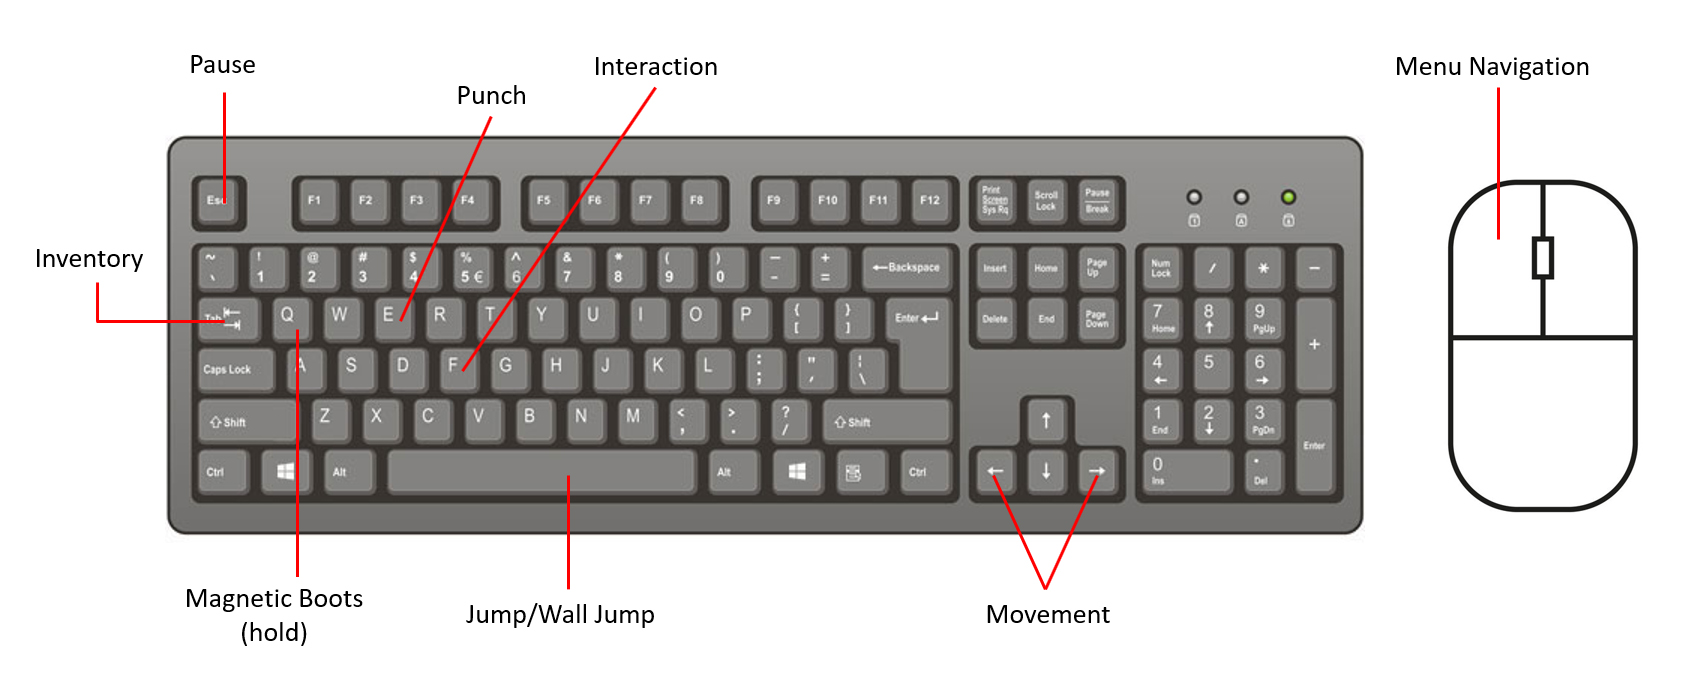 Pause
Punch
Interaction
Menu Navigation
Inventory
Esc F1 F2 F3 F4 F5 F6 F7 F8 F9 F10 F11 F12 Print Screen Sys Rq Scroll Lock Pause Break
~ ` ! 1 @ 2 # 3 $ 4 % 5 € ^ 6 & 7 * 8 ( 9 ) 0 — - + = ←Backspace Insert Home Page Up Num Lock / * −
Tab Q W E R T Y U I O P { [ } ] Enter Delete End Page Down 7 Home 8 ↑ 9 PgUp +
Caps Lock A S D F G H J K L : ; " ' ¦ \ 4 ← 5 6 →
⇧ Shift Z X C V B N M < , > . ? / ⇧ Shift ↑ 1 End 2 ↓ 3 PgDn Enter
Ctrl Alt Alt Ctrl ← ↓ → 0 Ins . Del
Magnetic Boots
(hold)
Jump/Wall Jump
Movement